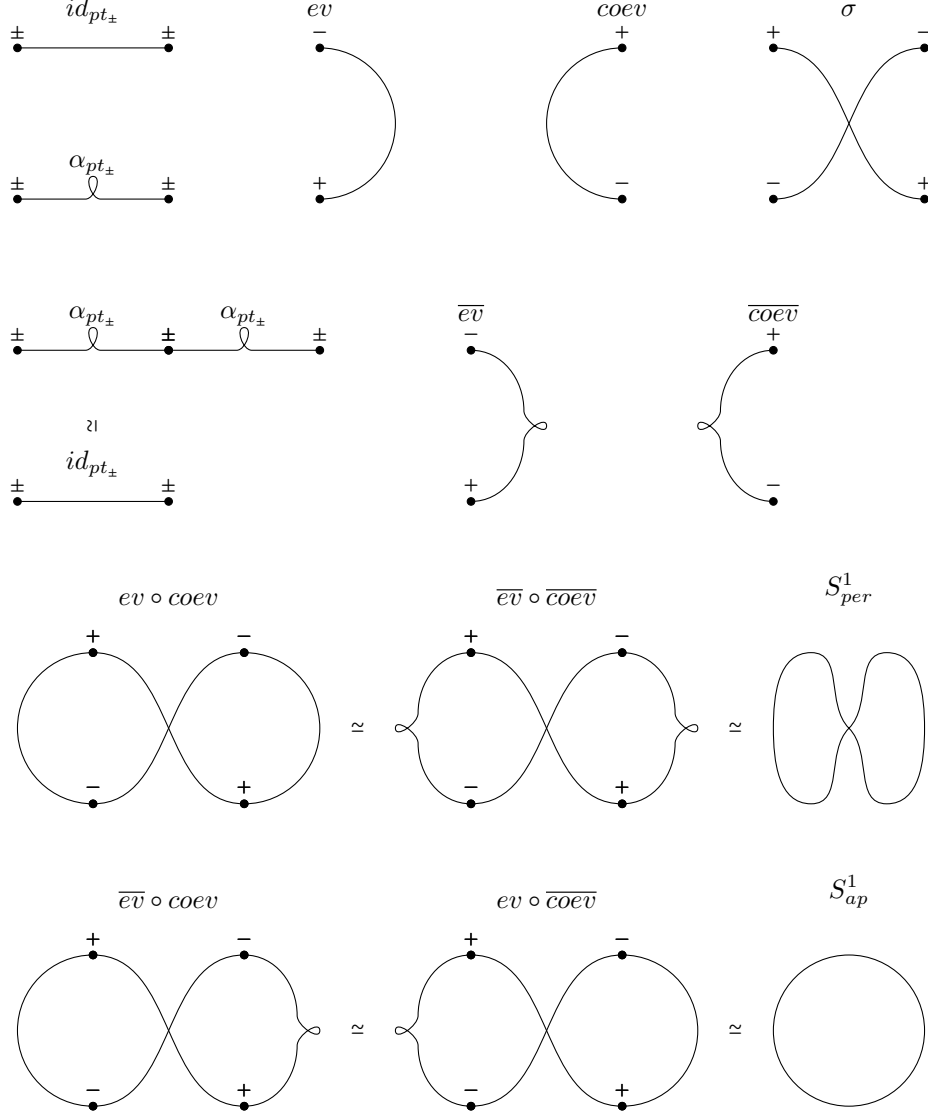 id_{pt_±} ev coev σ
± ± − + + −
α_{pt_±}
± ± + − − +
α_{pt_±} α_{pt_±} \overline{ev} \overline{coev}
± ± ± − +
≃
id_{pt_±}
± ± + −
ev ∘ coev \overline{ev} ∘ \overline{coev} S^1_{per}
+ − + −
≃ ≃
− + − +
\overline{ev} ∘ coev ev ∘ \overline{coev} S^1_{ap}
+ − + −
≃ ≃
− + − +